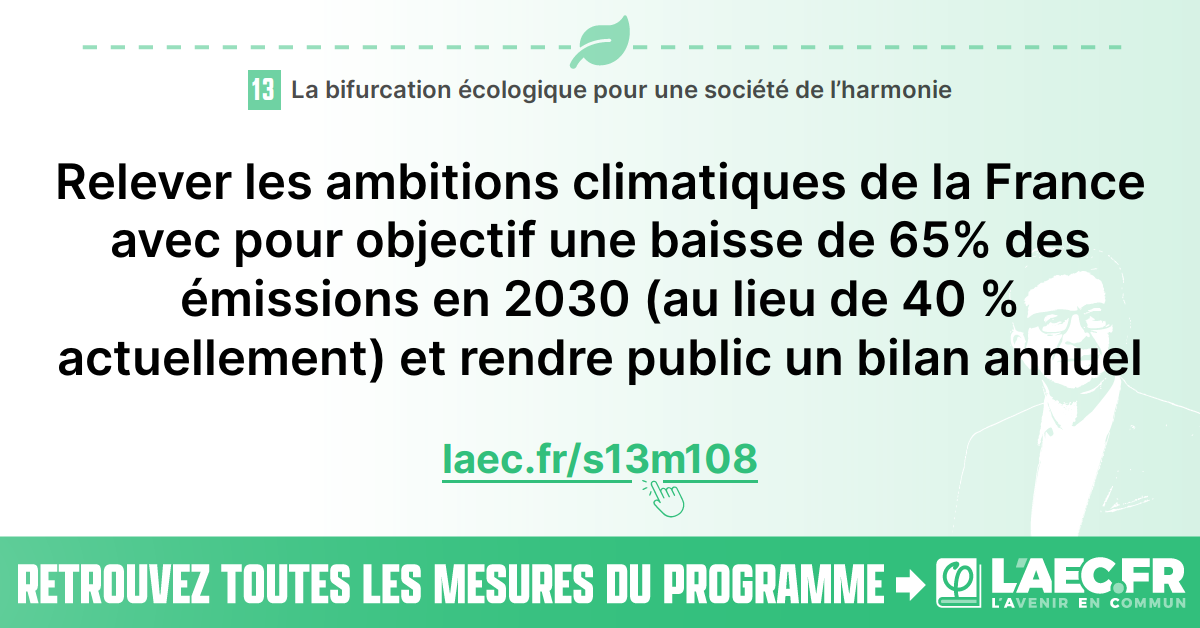 13 La bifurcation écologique pour une société de l’harmonie
Relever les ambitions climatiques de la France
avec pour objectif une baisse de 65% des
émissions en 2030 (au lieu de 40 %
actuellement) et rendre public un bilan annuel
laec.fr/s13m108
RETROUVEZ TOUTES LES MESURES DU PROGRAMME
φ L'AEC.FR
L'AVENIR EN COMMUN